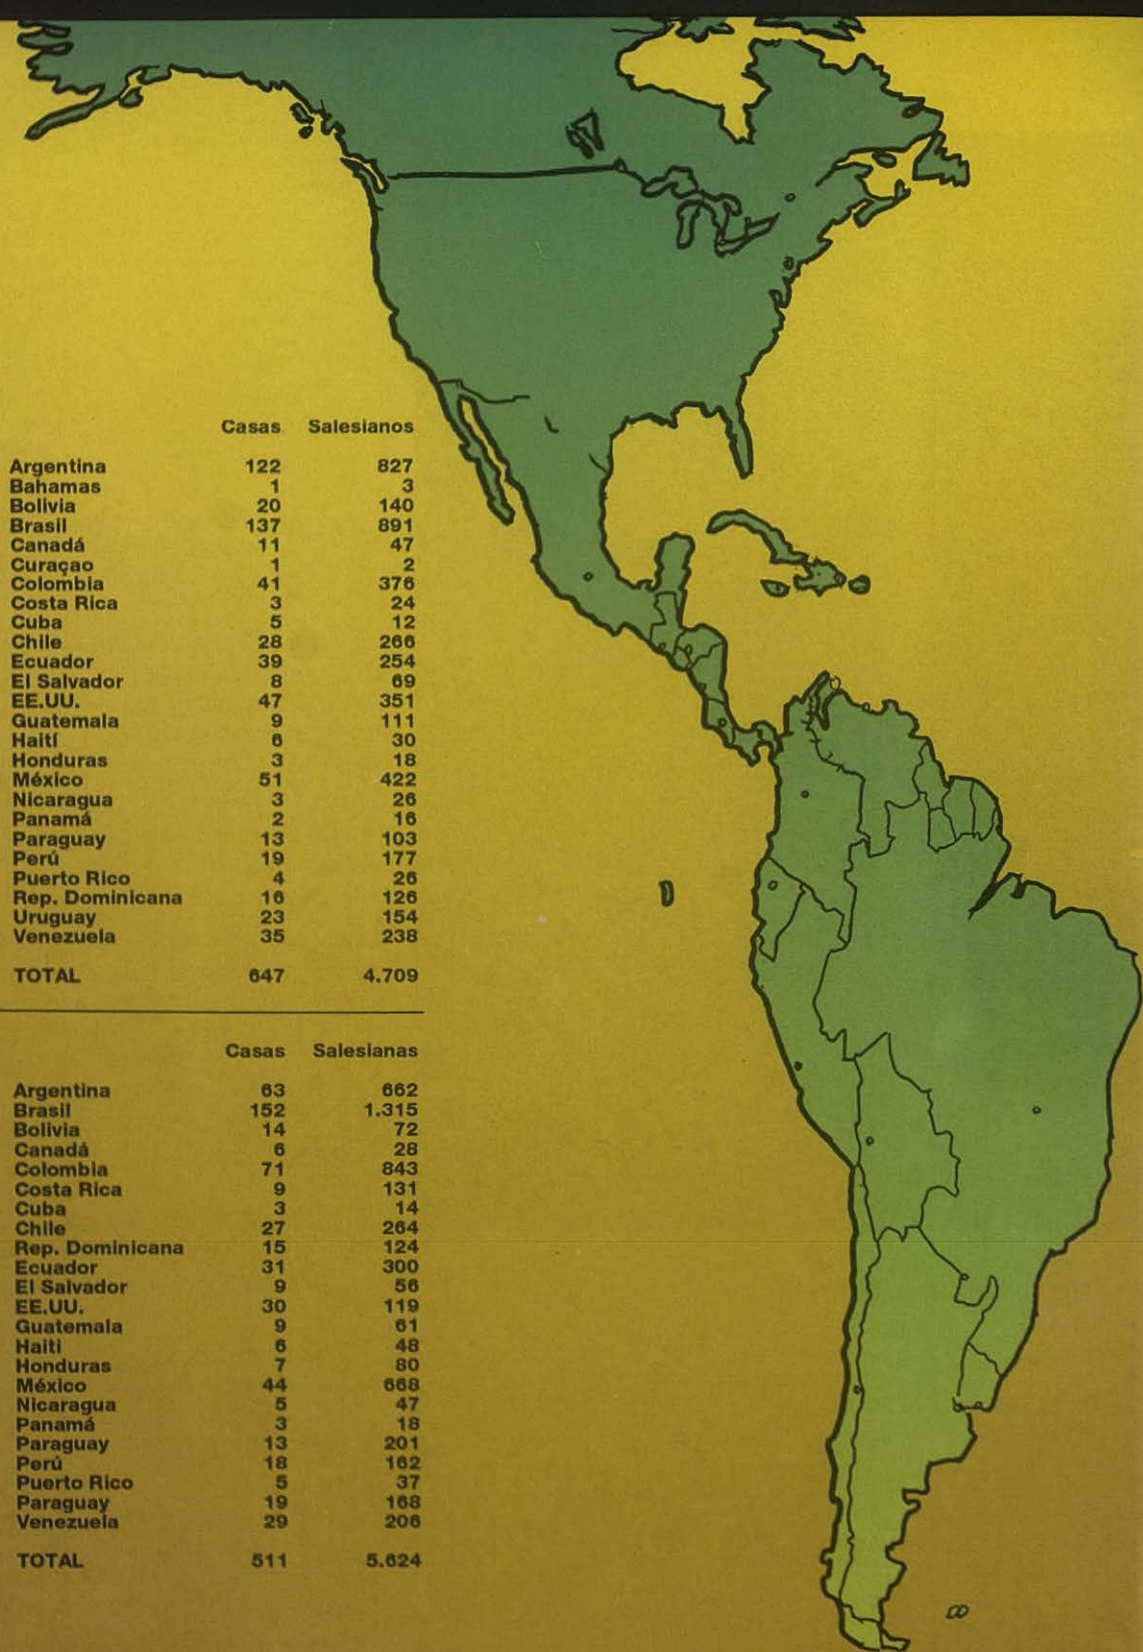 Casas Salesianos
Argentina 122 827
Bahamas 1 3
Bolivia 20 140
Brasil 137 891
Canadá 11 47
Curaçao 1 2
Colombia 41 376
Costa Rica 3 24
Cuba 5 12
Chile 28 266
Ecuador 39 254
El Salvador 8 69
EE.UU. 47 351
Guatemala 9 111
Haití 6 30
Honduras 3 18
México 51 422
Nicaragua 3 26
Panamá 2 16
Paraguay 13 103
Perú 19 177
Puerto Rico 4 26
Rep. Dominicana 16 126
Uruguay 23 154
Venezuela 35 238
TOTAL 647 4.709
Casas Salesianas
Argentina 63 662
Brasil 152 1.315
Bolivia 14 72
Canadá 6 28
Colombia 71 843
Costa Rica 9 131
Cuba 3 14
Chile 27 264
Rep. Dominicana 15 124
Ecuador 31 300
El Salvador 9 56
EE.UU. 30 119
Guatemala 9 61
Haiti 6 48
Honduras 7 80
México 44 668
Nicaragua 5 47
Panamá 3 18
Paraguay 13 201
Perú 18 162
Puerto Rico 5 37
Paraguay 19 168
Venezuela 29 206
TOTAL 511 5.624